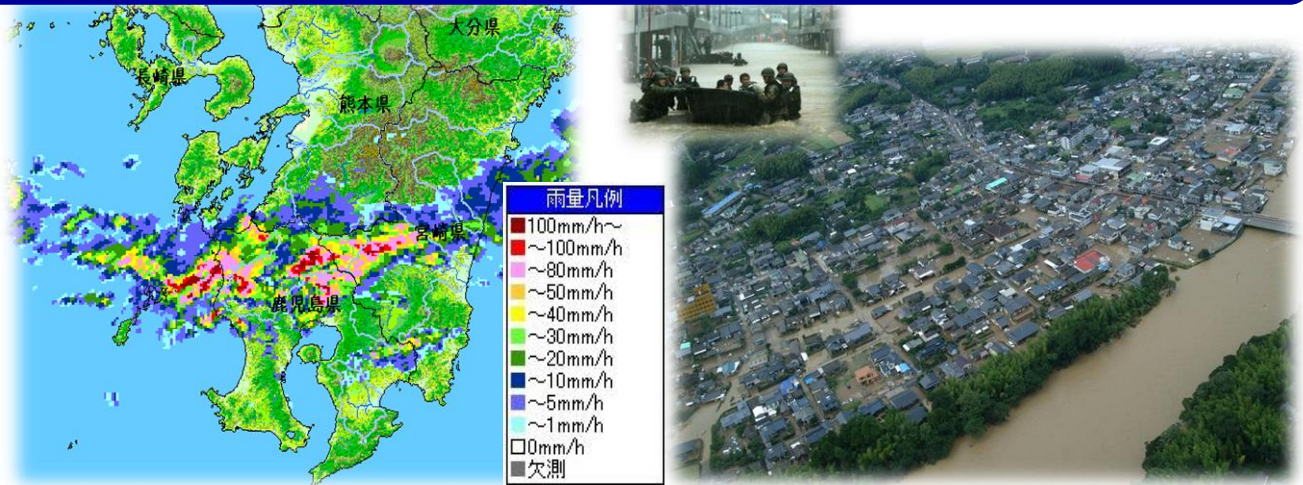 大分県
長崎県
熊本県
宮崎県
鹿児島県
雨量凡例
100mm/h～
～100mm/h
～80mm/h
～50mm/h
～40mm/h
～30mm/h
～20mm/h
～10mm/h
～5mm/h
～1mm/h
0mm/h
欠測